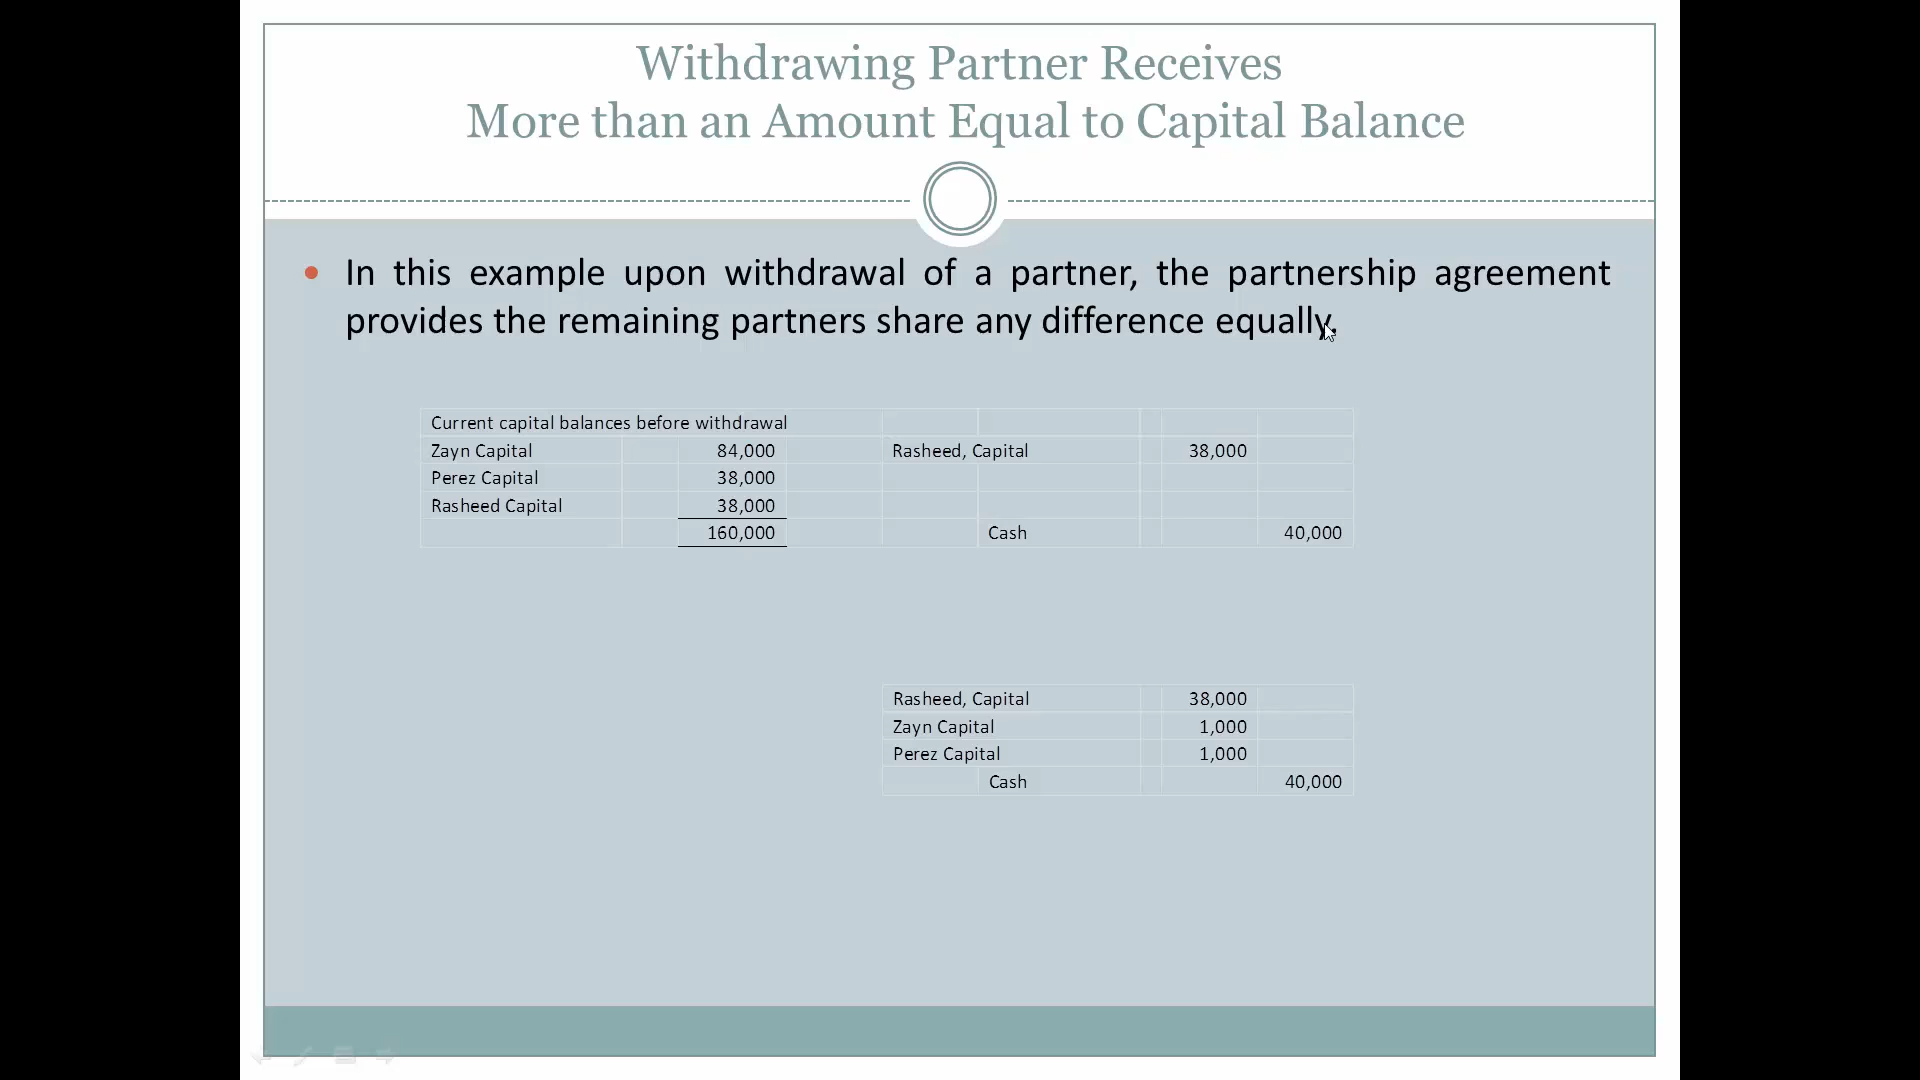 Withdrawing Partner Receives
More than an Amount Equal to Capital Balance
In this example upon withdrawal of a partner, the partnership agreement
provides the remaining partners share any difference equally.
Current capital balances before withdrawal
Zayn Capital 84,000 Rasheed, Capital 38,000
Perez Capital 38,000
Rasheed Capital 38,000
160,000 Cash 40,000
Rasheed, Capital 38,000
Zayn Capital 1,000
Perez Capital 1,000
Cash 40,000